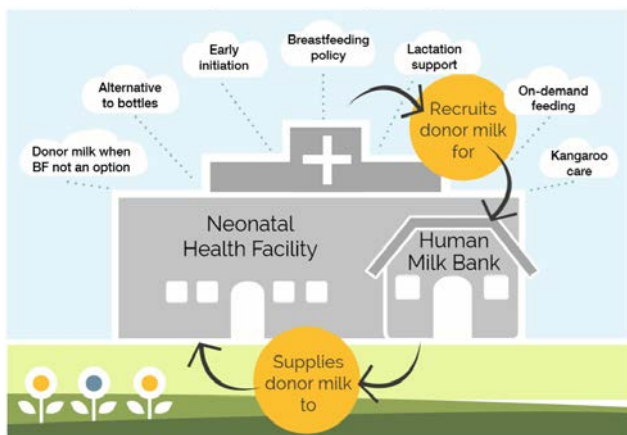 Breastfeeding
policy
Early
initiation
Lactation
support
Alternative
to bottles
On-demand
feeding
Donor milk when
BF not an option
Kangaroo
care
Recruits
donor milk
for
Neonatal
Health Facility
Human
Milk Bank
Supplies
donor milk
to